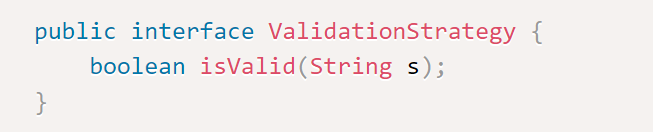 public interface ValidationStrategy {
    boolean isValid(String s);
}